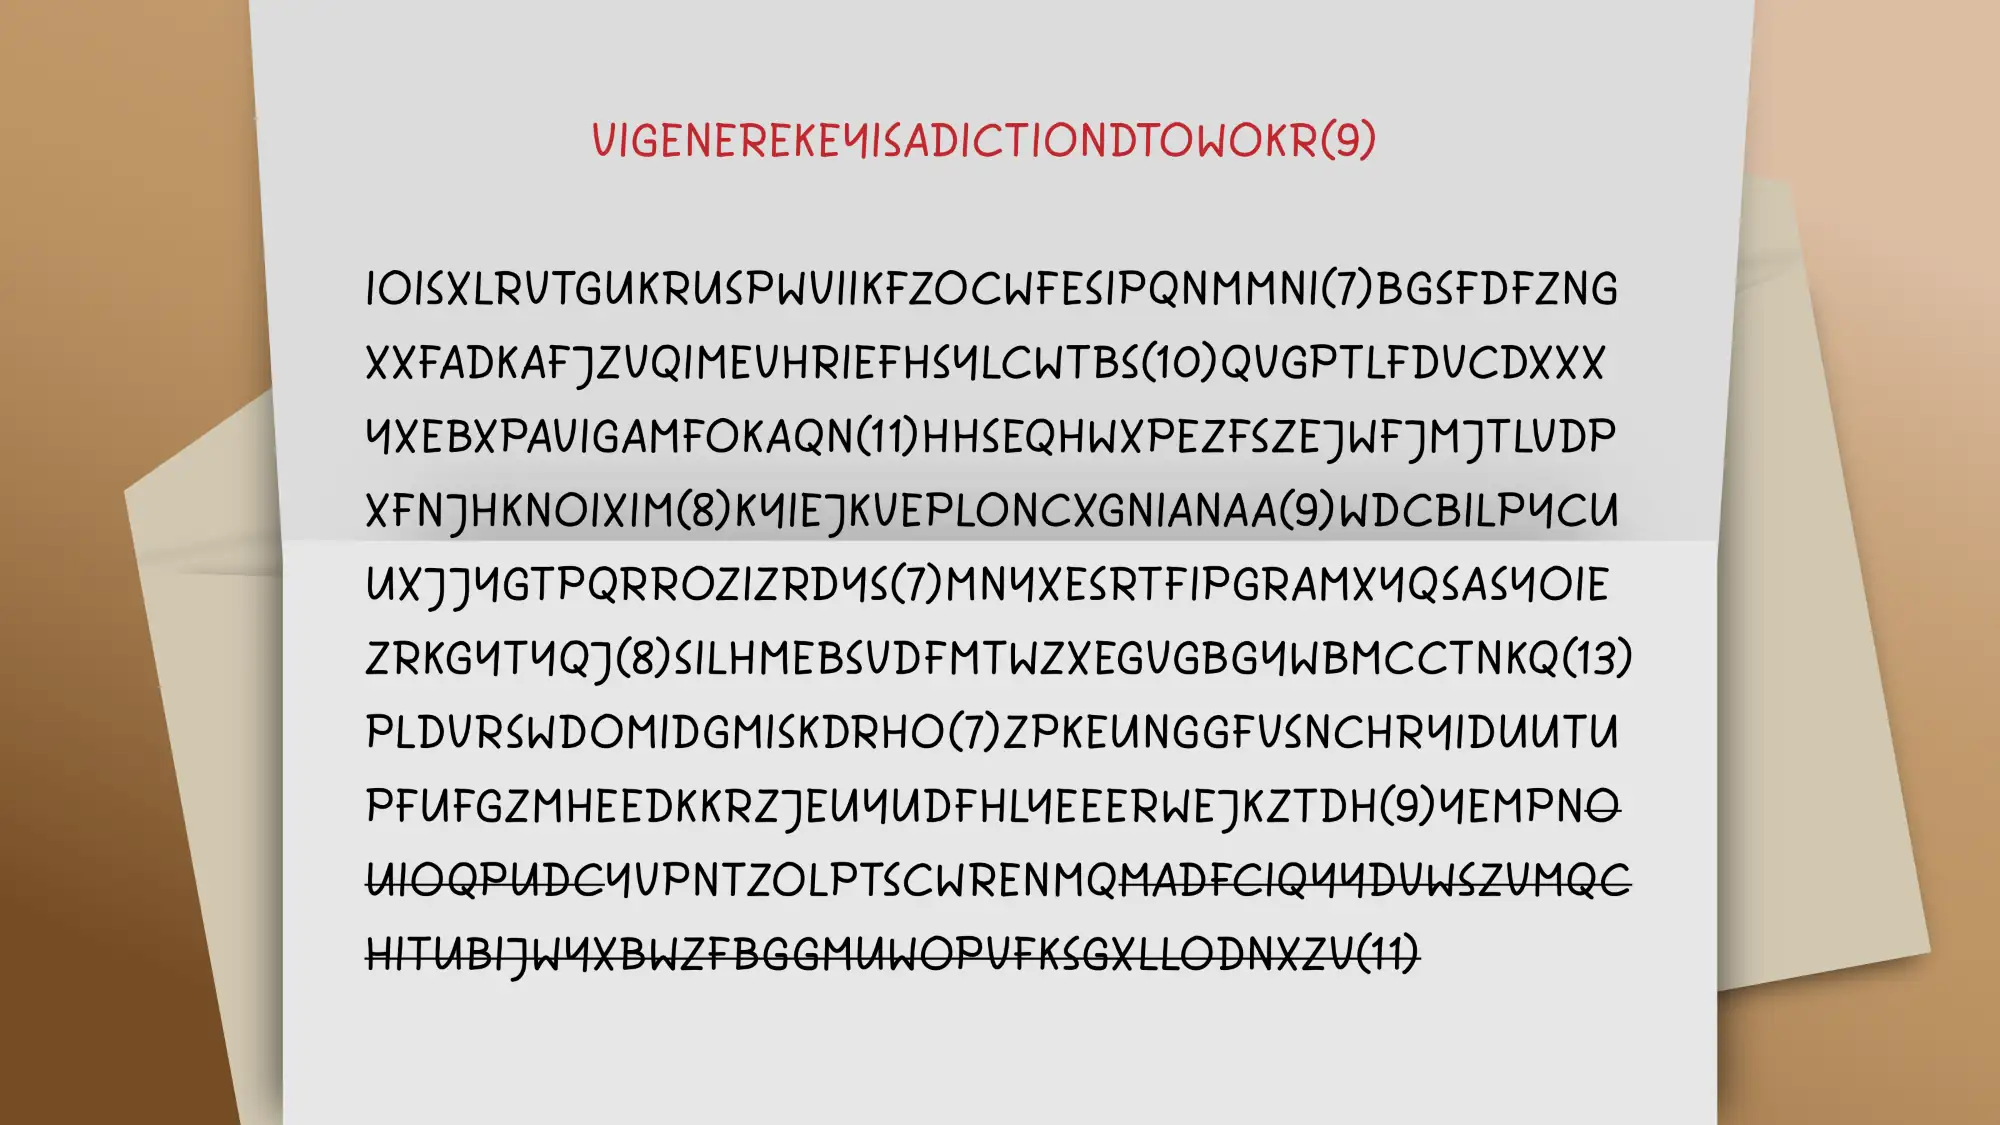 VIGENEREKEYISADICTIONDTOWOKR(9)
IOISXLRVTGUKRUSPWVIIKFZOCWFESIPQNMMNI(7)BGSFDFZNG
XXFADKAFJZVQIMEVHRIEFHSYLCWTBS(10)QVGPTLFDVCDXXX
YXEBXPAVIGAMFOKAQN(11)HHSEQHWXPEZFSZEJWFJMJTLVDP
XFNJHKNOIXIM(8)KYIEJKVEPLONCXGNIANAA(9)WDCBILPYCU
UXJJYGTPQRROZIZRDYS(7)MNYXESRTFIPGRAMXYQSASYOIE
ZRKGYTYQJ(8)SILHMEBSVDFMTWZXEGVGBGYWBMCCTNKQ(13)
PLDVRSWDOMIDGMISKDRHO(7)ZPKEUNGGFVSNCHRYIDUUTU
PFUFGZMHEEDKKRZJEUYUDFHLYEEERWEJKZTDH(9)YEMPNO
UIOQPUDCYVPNTZOLPTSCWRENMQMADFCIQYYDVWSZVMQC
HITUBIJWYXBWZFBGGMUWOPVFKSGXLLODNXZV(11)